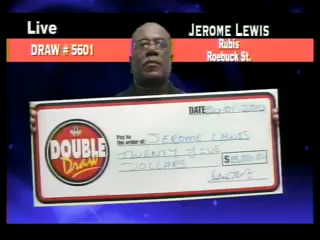 Live
DRAW # 5601
JEROME LEWIS
Rubis
Roebuck St.
DATE
DOUBLE
Draw
Pay to
the order of:
JEROME LEWIS
TWENTY FIVE
DOLLARS
$